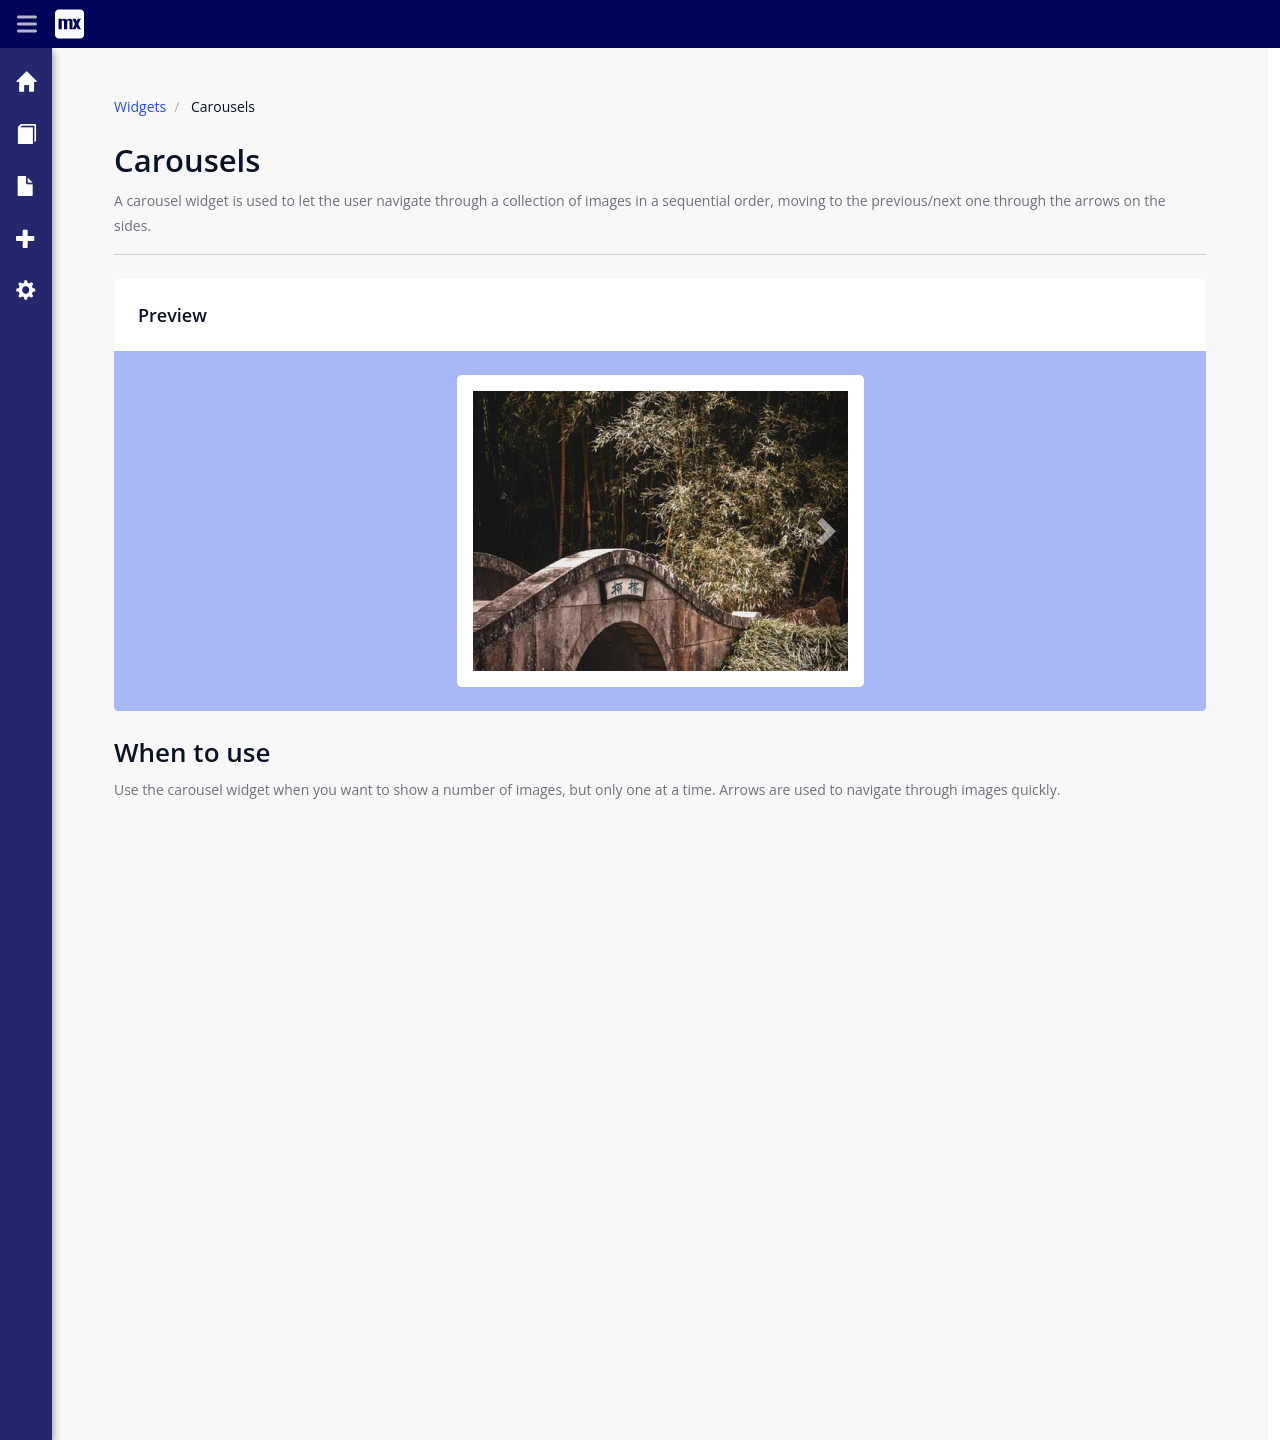 mx
Widgets / Carousels
Carousels
A carousel widget is used to let the user navigate through a collection of images in a sequential order, moving to the previous/next one through the arrows on the
sides.
Preview
When to use
Use the carousel widget when you want to show a number of images, but only one at a time. Arrows are used to navigate through images quickly.